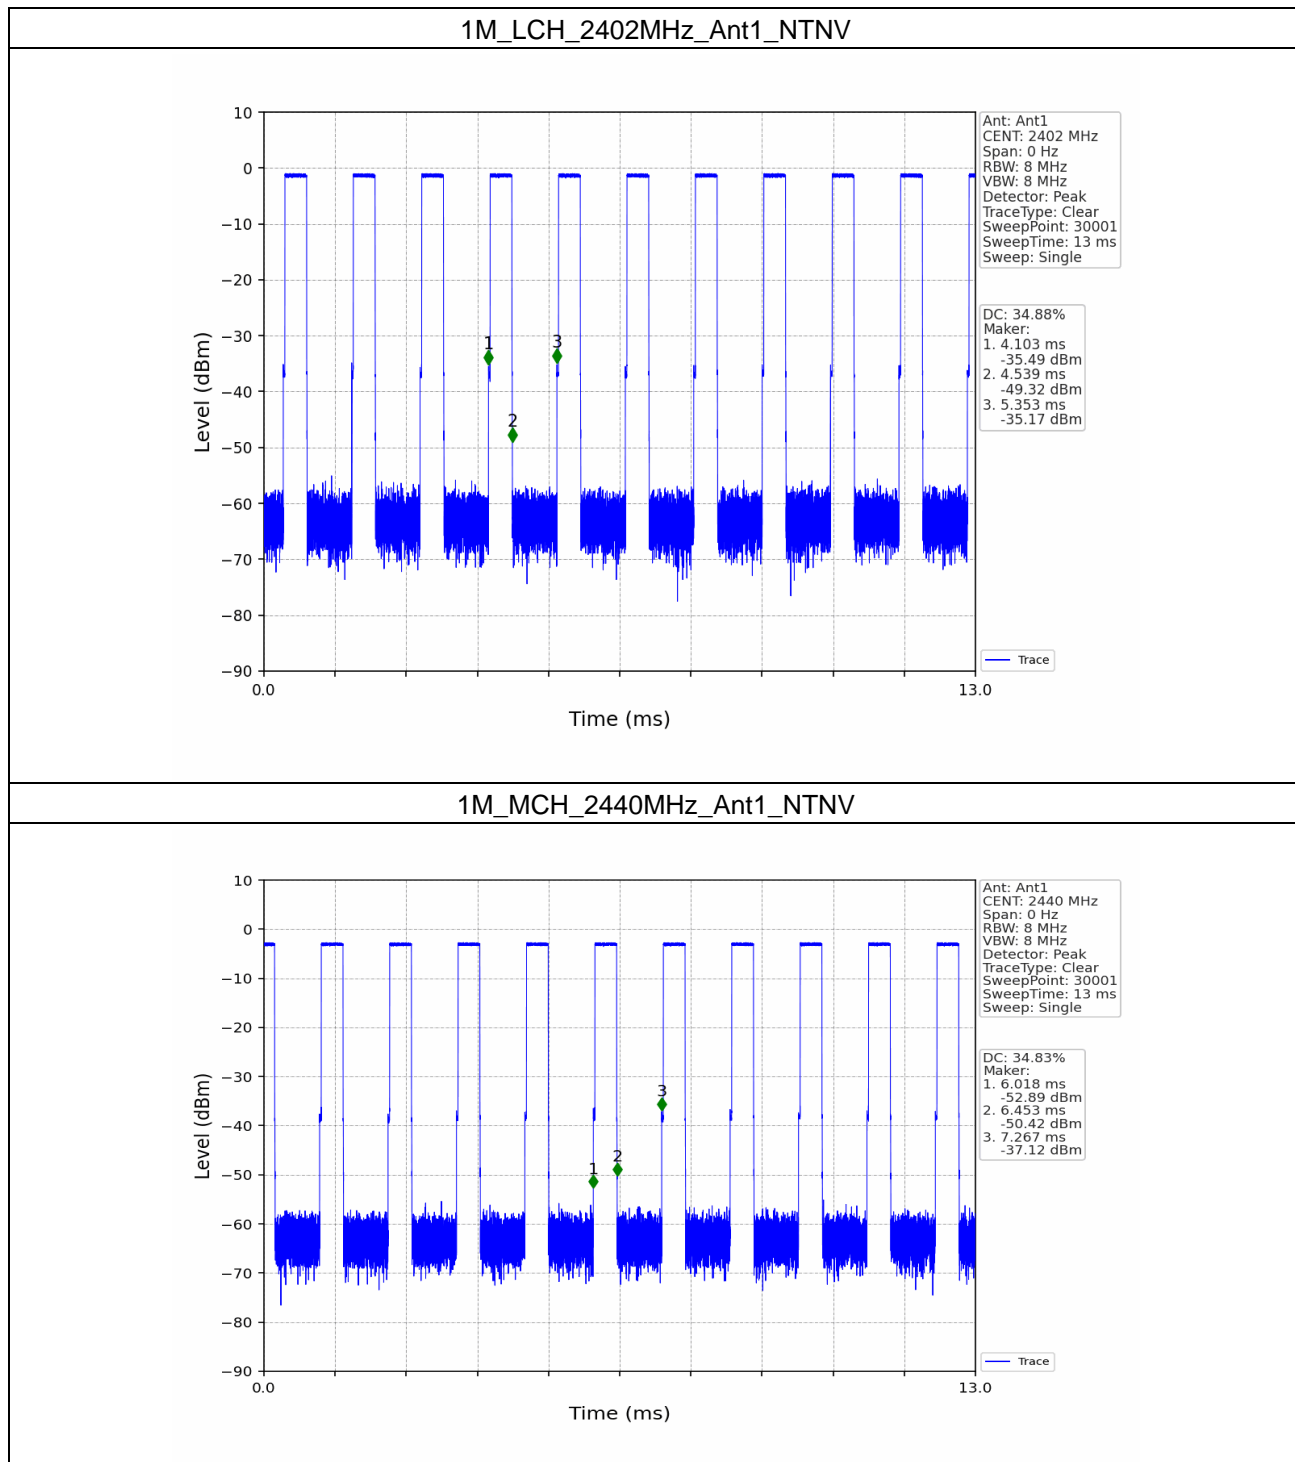 1M_LCH_2402MHz_Ant1_NTNV
10
0
−10
−20
−30
−40
−50
−60
−70
−80
−90
Level (dBm)
0.0
13.0
Time (ms)
1
2
3
Ant: Ant1
CENT: 2402 MHz
Span: 0 Hz
RBW: 8 MHz
VBW: 8 MHz
Detector: Peak
TraceType: Clear
SweepPoint: 30001
SweepTime: 13 ms
Sweep: Single
DC: 34.88%
Maker:
1. 4.103 ms
-35.49 dBm
2. 4.539 ms
-49.32 dBm
3. 5.353 ms
-35.17 dBm
Trace
1M_MCH_2440MHz_Ant1_NTNV
10
0
−10
−20
−30
−40
−50
−60
−70
−80
−90
Level (dBm)
0.0
13.0
Time (ms)
1
2
3
Ant: Ant1
CENT: 2440 MHz
Span: 0 Hz
RBW: 8 MHz
VBW: 8 MHz
Detector: Peak
TraceType: Clear
SweepPoint: 30001
SweepTime: 13 ms
Sweep: Single
DC: 34.83%
Maker:
1. 6.018 ms
-52.89 dBm
2. 6.453 ms
-50.42 dBm
3. 7.267 ms
-37.12 dBm
Trace